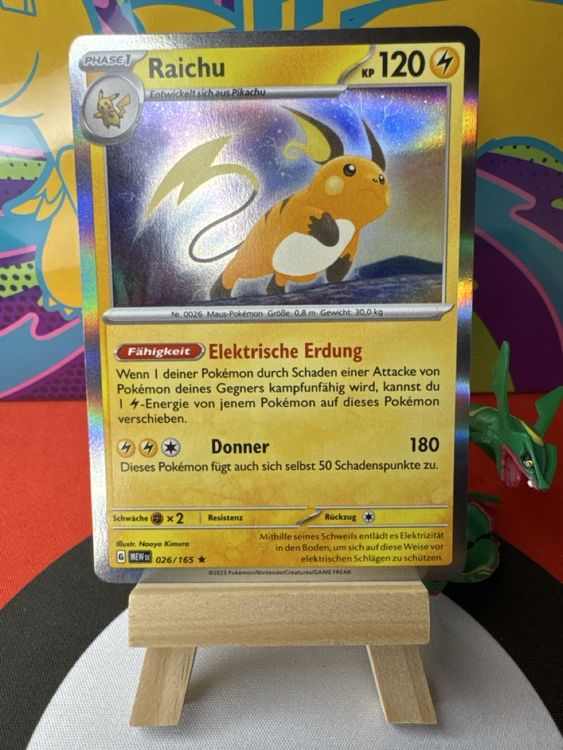 PHASE 1
Raichu KP 120
Entwickelt sich aus Pikachu
Nr. 0026 Maus-Pokémon Größe: 0,8 m Gewicht: 30,0 kg
Fähigkeit Elektrische Erdung
Wenn 1 deiner Pokémon durch Schaden einer Attacke von
Pokémon deines Gegners kampfunfähig wird, kannst du
1 -Energie von jenem Pokémon auf dieses Pokémon
verschieben.
Donner 180
Dieses Pokémon fügt auch sich selbst 50 Schadenspunkte zu.
Schwäche ×2 Resistenz Rückzug
Illustr. Naoyo Kimura
G MEW DE 026/165 ★
Mithilfe seines Schweifs entlädt es Elektrizität
in den Boden, um sich auf diese Weise vor
elektrischen Schlägen zu schützen.
©2023 Pokémon/Nintendo/Creatures/GAME FREAK